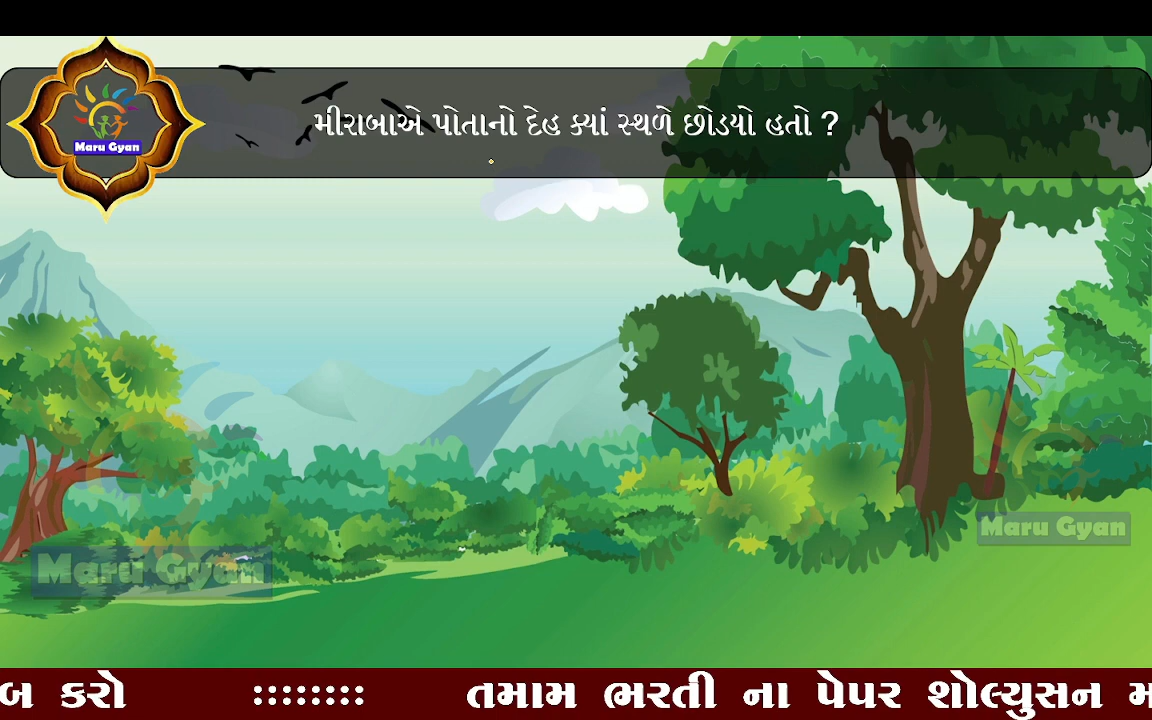 મીરાબાએ પોતાનો દેહ ક્યાં સ્થળે છોડયો હતો ?
Maru Gyan
Maru Gyan
Maru Gyan
કરો :::::::: તમામ ભરતી ના પેપર શોલ્યુસન